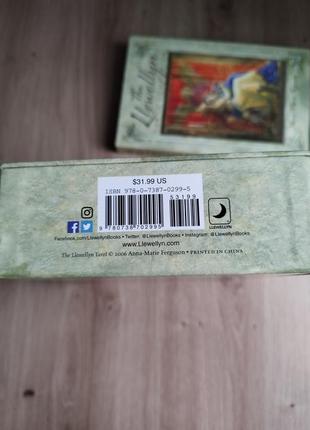 The
Llewellyn
$31.99 US
ISBN 978-0-7387-0299-5
53199
9780738702995
LLEWELLYN
Facebook.com/LlewellynBooks • Twitter: @LlewellynBooks • Instagram: @LlewellynBooks
www.Llewellyn.com
The Llewellyn Tarot © 2006 Anna-Marie Ferguson • PRINTED IN CHINA